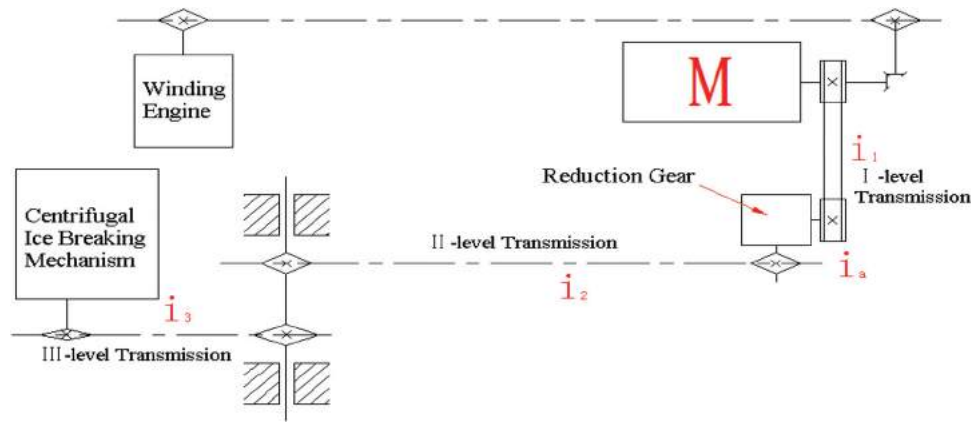 Winding
Engine
M
i₁
Ⅰ-level
Transmission
Reduction Gear
Centrifugal
Ice Breaking
Mechanism
Ⅱ-level Transmission
iₐ
i₂
i₃
Ⅲ-level Transmission